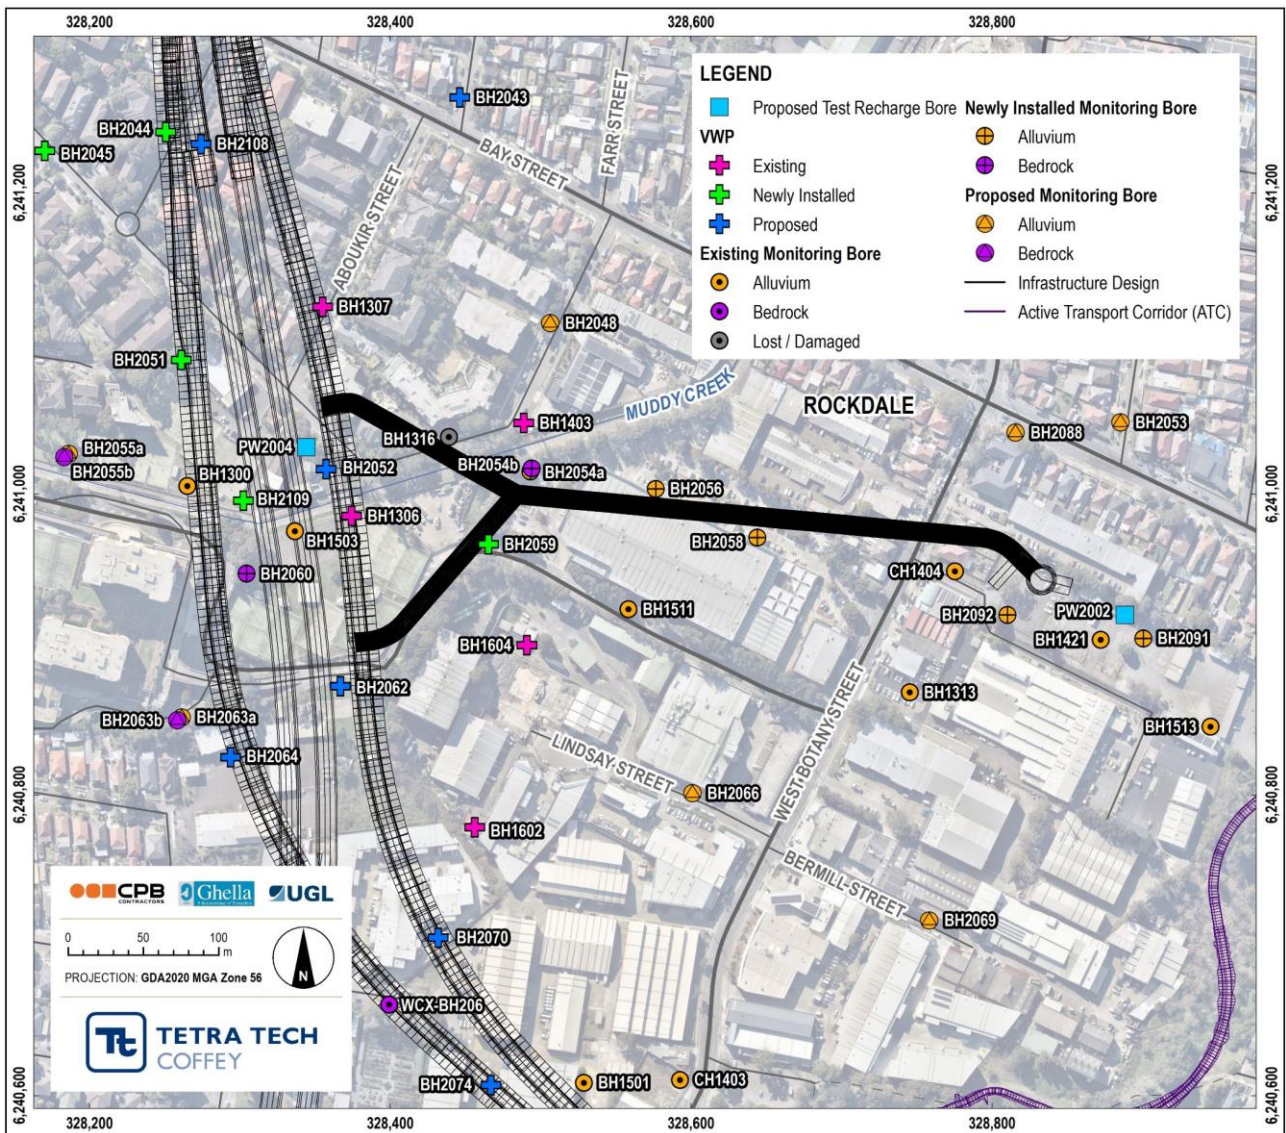 328,200 328,400 328,600 328,800
6,241,200
6,241,000
6,240,800
6,240,600
6,241,200
6,241,000
6,240,800
6,240,600
LEGEND
Proposed Test Recharge Bore
VWP
Existing
Newly Installed
Proposed
Existing Monitoring Bore
Alluvium
Bedrock
Lost / Damaged
Newly Installed Monitoring Bore
Alluvium
Bedrock
Proposed Monitoring Bore
Alluvium
Bedrock
Infrastructure Design
Active Transport Corridor (ATC)
BH2043
BH2044
BH2108
BH2045
BAY STREET
FARR STREET
ABOUKIR STREET
BH1307
BH2048
BH2051
MUDDY CREEK
ROCKDALE
BH1403
BH1316
BH2053
BH2088
PW2004
BH2055a
BH2055b
BH2052
BH2054b
BH2054a
BH1300
BH2056
BH2109
BH1306
BH1503
BH2058
BH2059
BH2060
CH1404
BH1511
BH2092
PW2002
BH1421
BH2091
BH1604
BH2062
BH1313
BH2063b
BH2063a
BH1513
WEST BOTANY STREET
LINDSAY STREET
BH2064
BH2066
BH1602
BERMILL STREET
BH2069
BH2070
WCX-BH206
BH2074
BH1501
CH1403
CPB
CONTRACTORS
Ghella
UGL
0 50 100
m
PROJECTION: GDA2020 MGA Zone 56
N
Tt
TETRA TECH
COFFEY
328,200 328,400 328,600 328,800